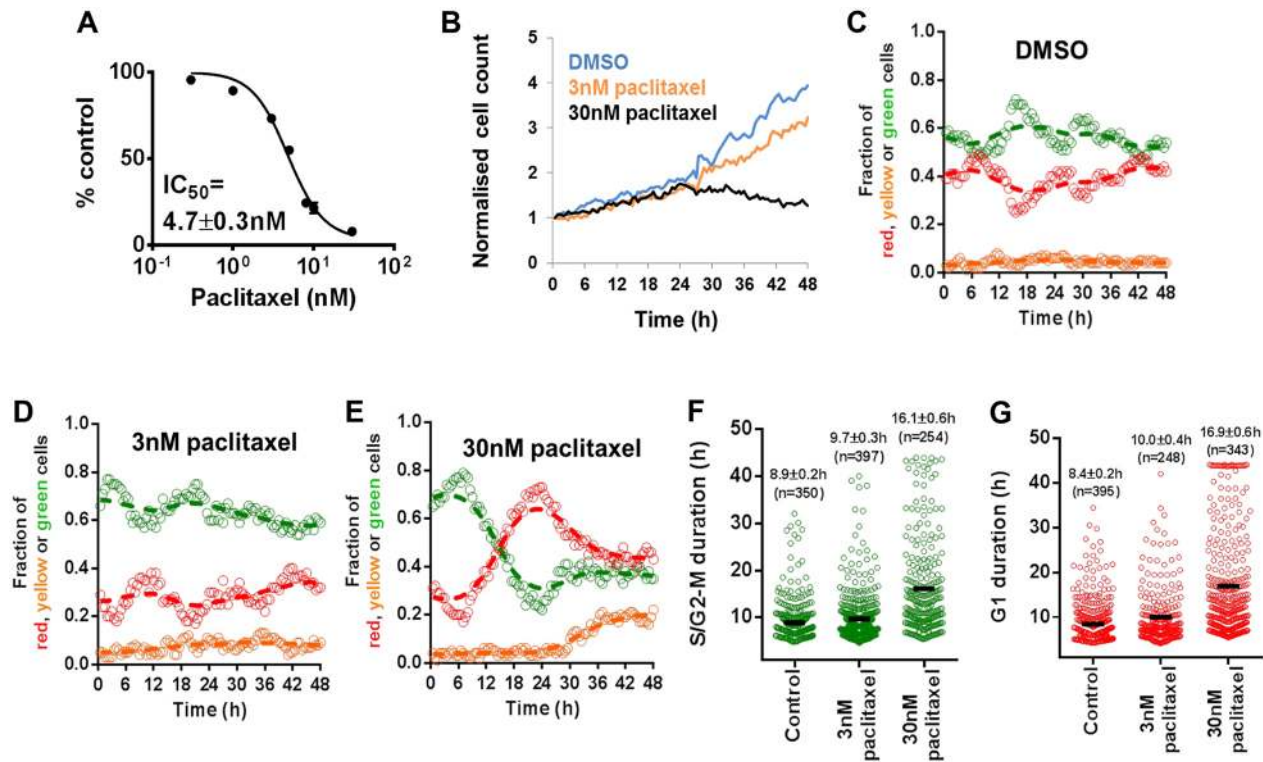 A
% control
100
50
0
IC50=
4.7±0.3nM
10-1
100
101
102
Paclitaxel (nM)
B
Normalised cell count
5
4
3
2
1
0
DMSO
3nM paclitaxel
30nM paclitaxel
0 6 12 18 24 30 36 42 48
Time (h)
C
DMSO
Fraction of
red, yellow or green cells
1.0
0.8
0.6
0.4
0.2
0.0
0 6 12 18 24 30 36 42 48
Time (h)
D
3nM paclitaxel
Fraction of
red, yellow or green cells
1.0
0.8
0.6
0.4
0.2
0.0
0 6 12 18 24 30 36 42 48
Time (h)
E
30nM paclitaxel
1.0
0.8
0.6
0.4
0.2
0.0
0 6 12 18 24 30 36 42 48
Time (h)
F
S/G2-M duration (h)
50
40
30
20
10
8.9±0.2h
(n=350)
9.7±0.3h
(n=397)
16.1±0.6h
(n=254)
Control
3nM
paclitaxel
30nM
paclitaxel
G
G1 duration (h)
50
40
30
20
10
8.4±0.2h
(n=395)
10.0±0.4h
(n=248)
16.9±0.6h
(n=343)
Control
3nM
paclitaxel
30nM
paclitaxel